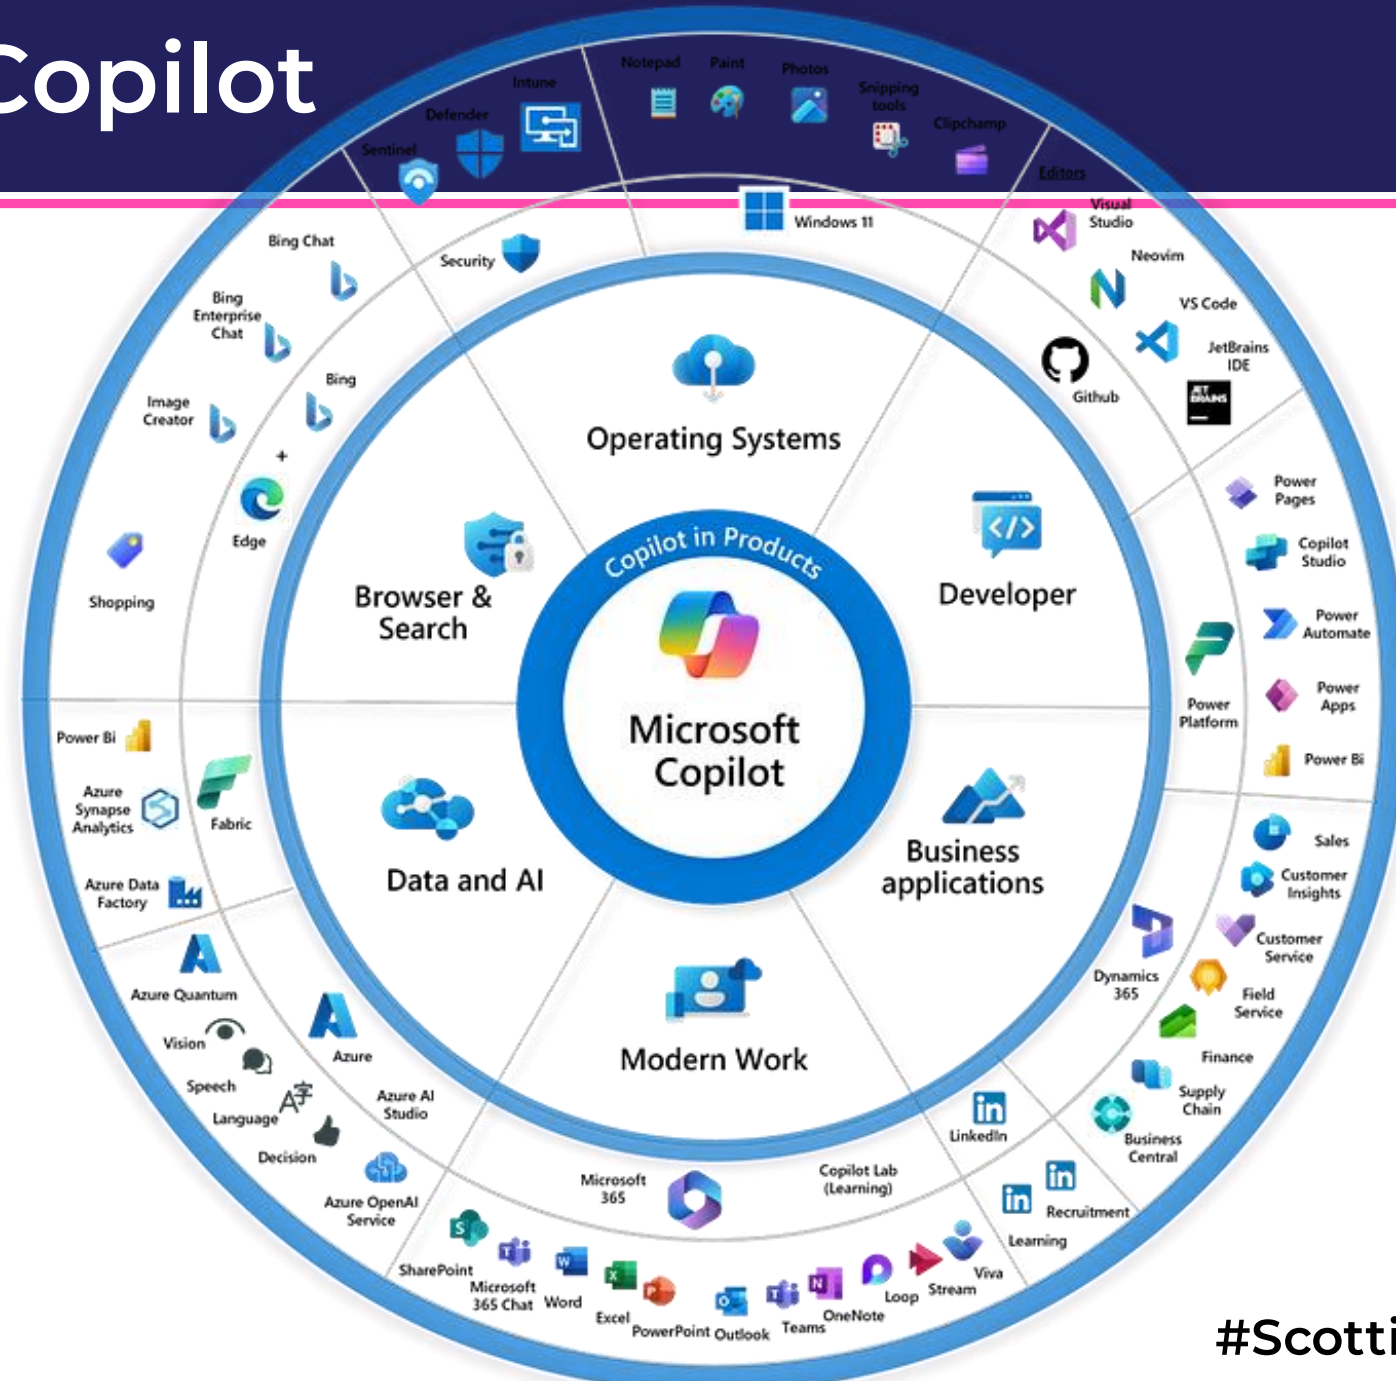 Copilot
Notepad
Paint
Photos
Snipping
tools
Clipchamp
Intune
Defender
Sentinel
Editors
Visual
Studio
Neovim
VS Code
JetBrains
IDE
JET
BRAINS
Github
Windows 11
Security
Bing Chat
Bing
Enterprise
Chat
Image
Creator
Bing
+
Edge
Shopping
Operating Systems
Browser &
Search
Developer
Copilot in Products
Microsoft
Copilot
Data and AI
Business
applications
Modern Work
Power
Pages
Copilot
Studio
Power
Automate
Power
Apps
Power Bi
Power
Platform
Power Bi
Azure
Synapse
Analytics
Azure Data
Factory
Fabric
Sales
Customer
Insights
Customer
Service
Field
Service
Finance
Supply
Chain
Business
Central
Dynamics
365
Azure Quantum
Vision
Speech
Language
Decision
Azure OpenAI
Service
Azure
Azure AI
Studio
LinkedIn
Recruitment
Learning
Microsoft
365
Copilot Lab
(Learning)
SharePoint
Microsoft
365 Chat
Word
Excel
PowerPoint
Outlook
Teams
OneNote
Loop
Stream
Viva
#Scotti